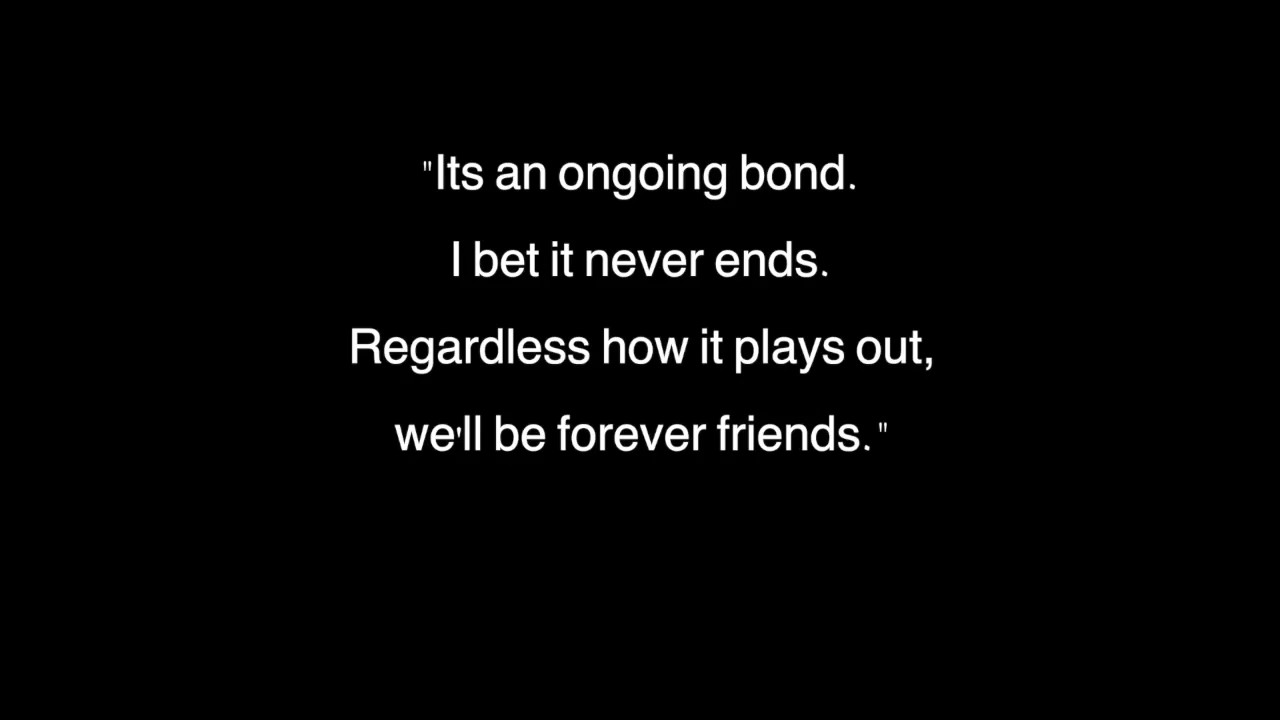 "Its an ongoing bond.
I bet it never ends.
Regardless how it plays out,
we'll be forever friends."